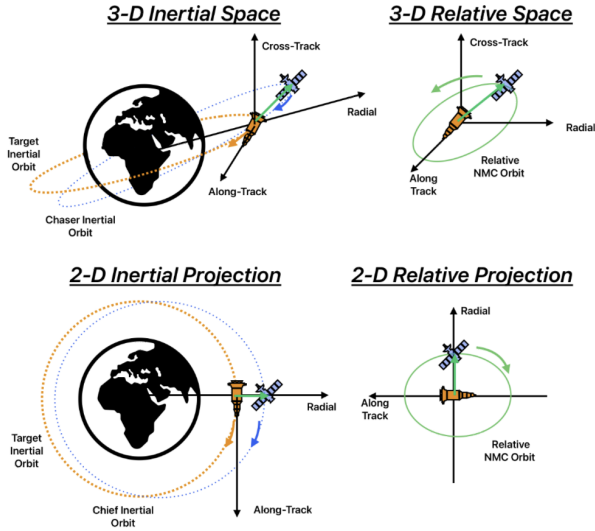 3-D Inertial Space
3-D Relative Space
Cross-Track
Radial
Target
Inertial
Orbit
Along-Track
Chaser Inertial
Orbit
Cross-Track
Radial
Along
Track
Relative
NMC Orbit
2-D Inertial Projection
2-D Relative Projection
Radial
Target
Inertial
Orbit
Along-Track
Chief Inertial
Orbit
Radial
Along
Track
Relative
NMC Orbit